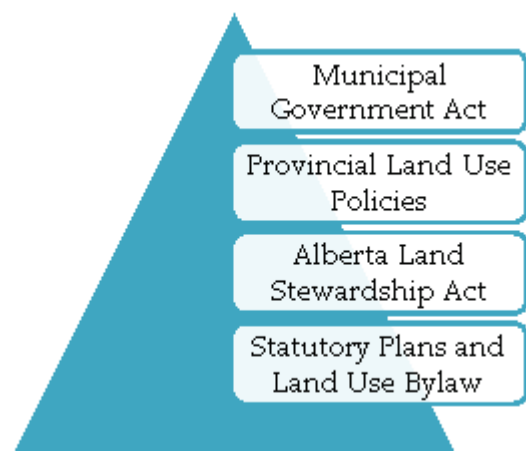 Municipal
Government Act
Provincial Land Use
Policies
Alberta Land
Stewardship Act
Statutory Plans and
Land Use Bylaw